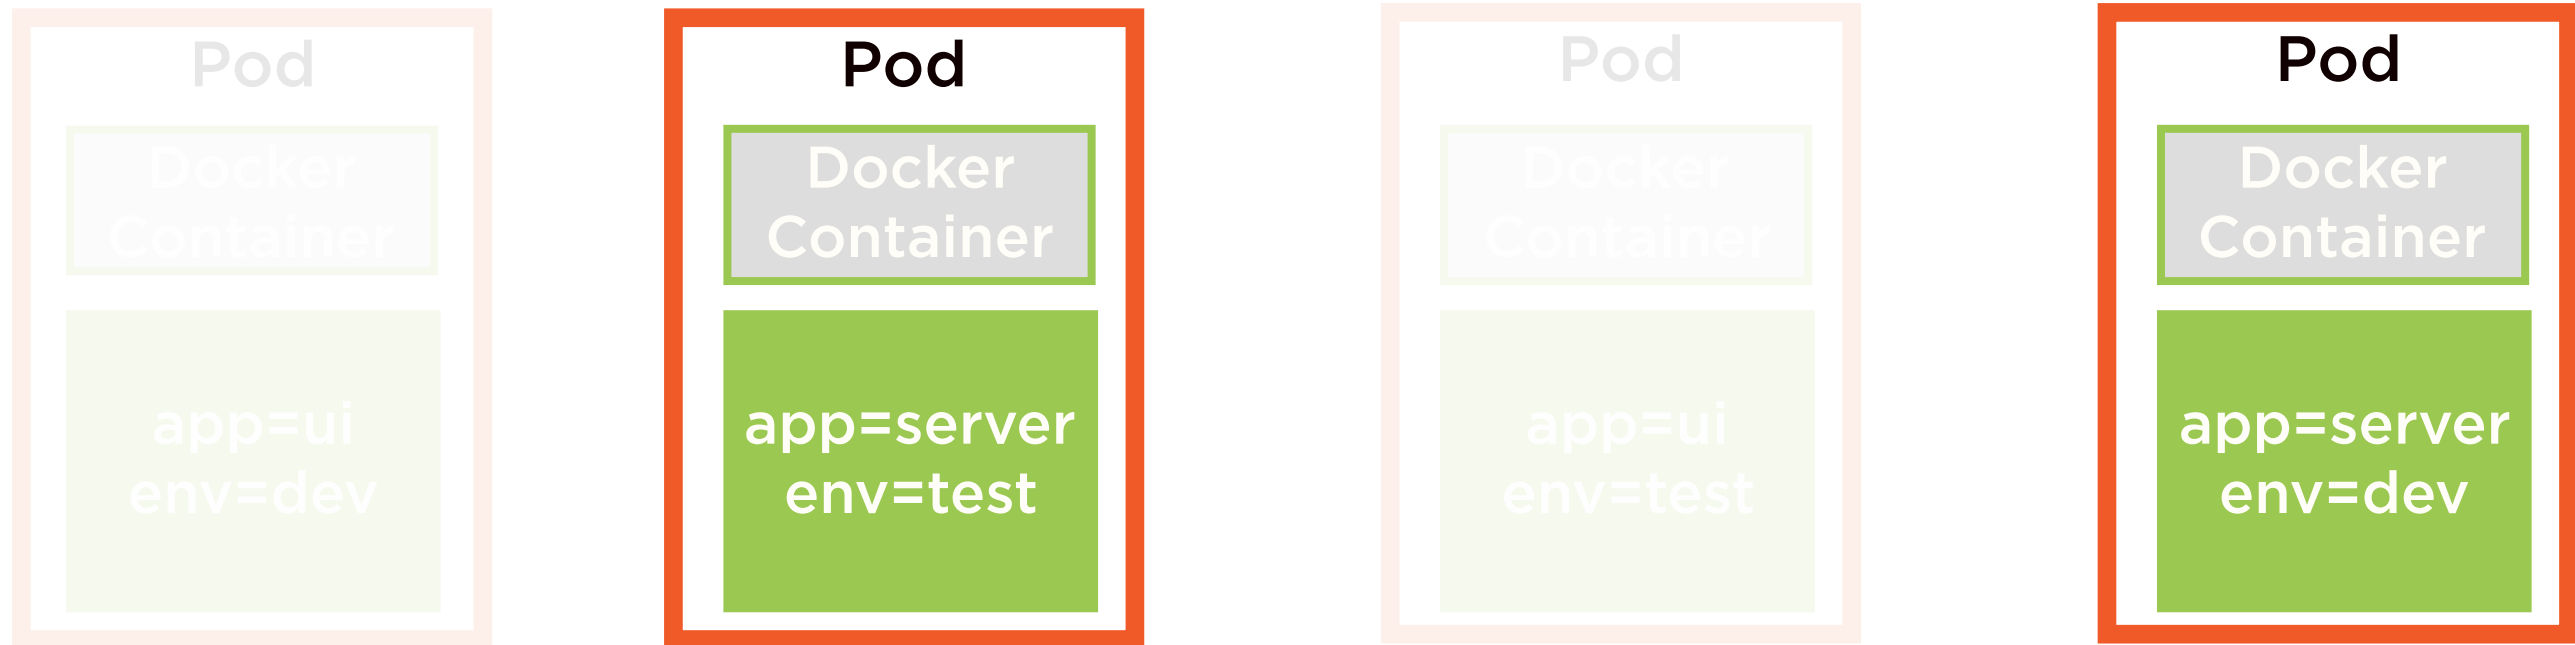 Pod
Docker
Container
app=ui
env=dev
Pod
Docker
Container
app=server
env=test
Pod
Docker
Container
app=ui
env=test
Pod
Docker
Container
app=server
env=dev